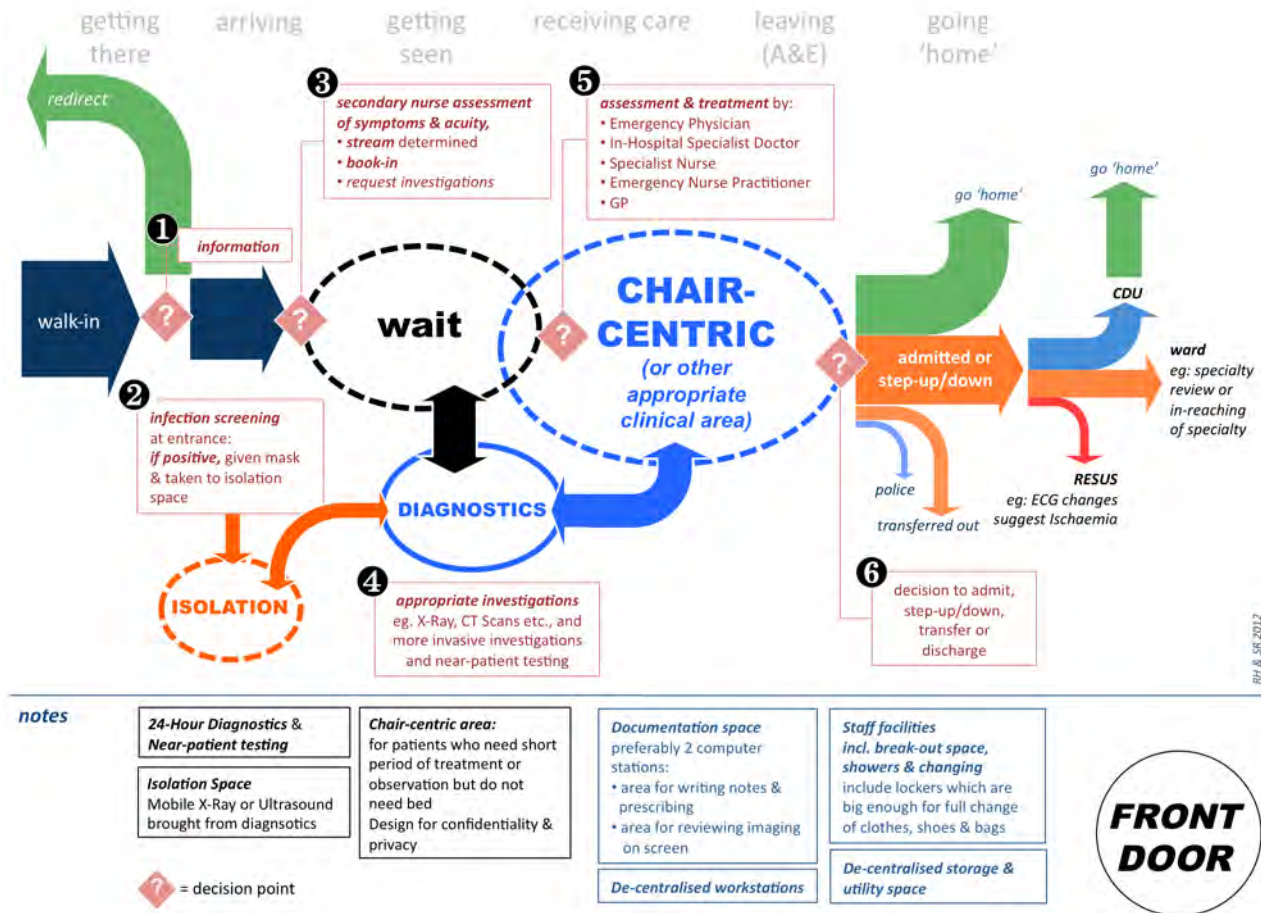 getting
there
arriving
getting
seen
receiving care
leaving
(A&E)
going
'home'
redirect
1
information
walk-in
?
?
3
secondary nurse assessment
of symptoms & acuity,
• stream determined
• book-in
• request investigations
5
assessment & treatment by:
• Emergency Physician
• In-Hospital Specialist Doctor
• Specialist Nurse
• Emergency Nurse Practitioner
• GP
wait
?
CHAIR-
CENTRIC
(or other
appropriate
clinical area)
?
go 'home'
go 'home'
CDU
admitted or
step-up/down
ward
eg: specialty
review or
in-reaching
of specialty
RESUS
eg: ECG changes
suggest Ischaemia
police
transferred out
2
infection screening
at entrance:
if positive, given mask
& taken to isolation
space
ISOLATION
DIAGNOSTICS
4
appropriate investigations
eg. X-Ray, CT Scans etc., and
more invasive investigations
and near-patient testing
6
decision to admit,
step-up/down,
transfer or
discharge
RH & SR 2012
notes
24-Hour Diagnostics &
Near-patient testing
Isolation Space
Mobile X-Ray or Ultrasound
brought from diagnsotics
? = decision point
Chair-centric area:
for patients who need short
period of treatment or
observation but do not
need bed
Design for confidentiality &
privacy
Documentation space
preferably 2 computer
stations:
• area for writing notes &
prescribing
• area for reviewing imaging
on screen
De-centralised workstations
Staff facilities
incl. break-out space,
showers & changing
include lockers which are
big enough for full change
of clothes, shoes & bags
De-centralised storage &
utility space
FRONT
DOOR